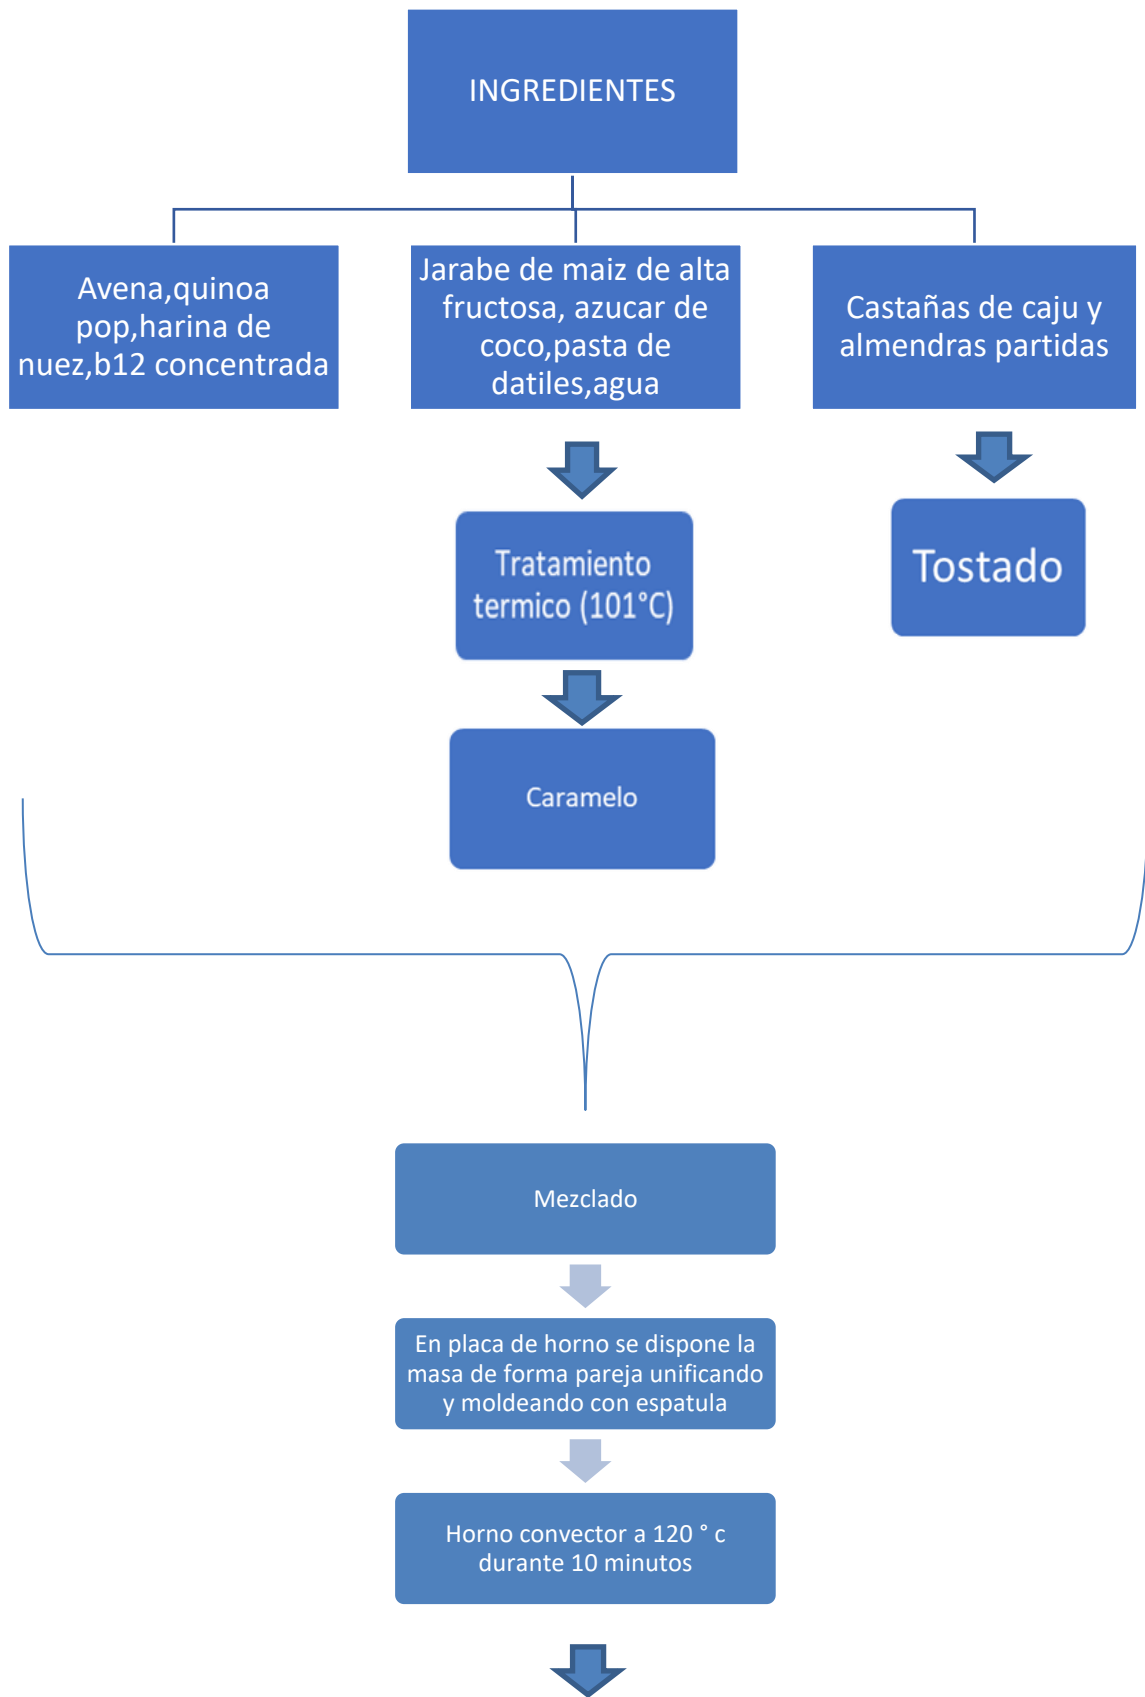 INGREDIENTES
Avena,quinoa
pop,harina de
nuez,b12 concentrada
Jarabe de maiz de alta
fructosa, azucar de
coco,pasta de
datiles,agua
Castañas de caju y
almendras partidas
Tratamiento
termico (101°C)
Tostado
Caramelo
Mezclado
En placa de horno se dispone la
masa de forma pareja unificando
y moldeando con espatula
Horno convector a 120 ° c
durante 10 minutos